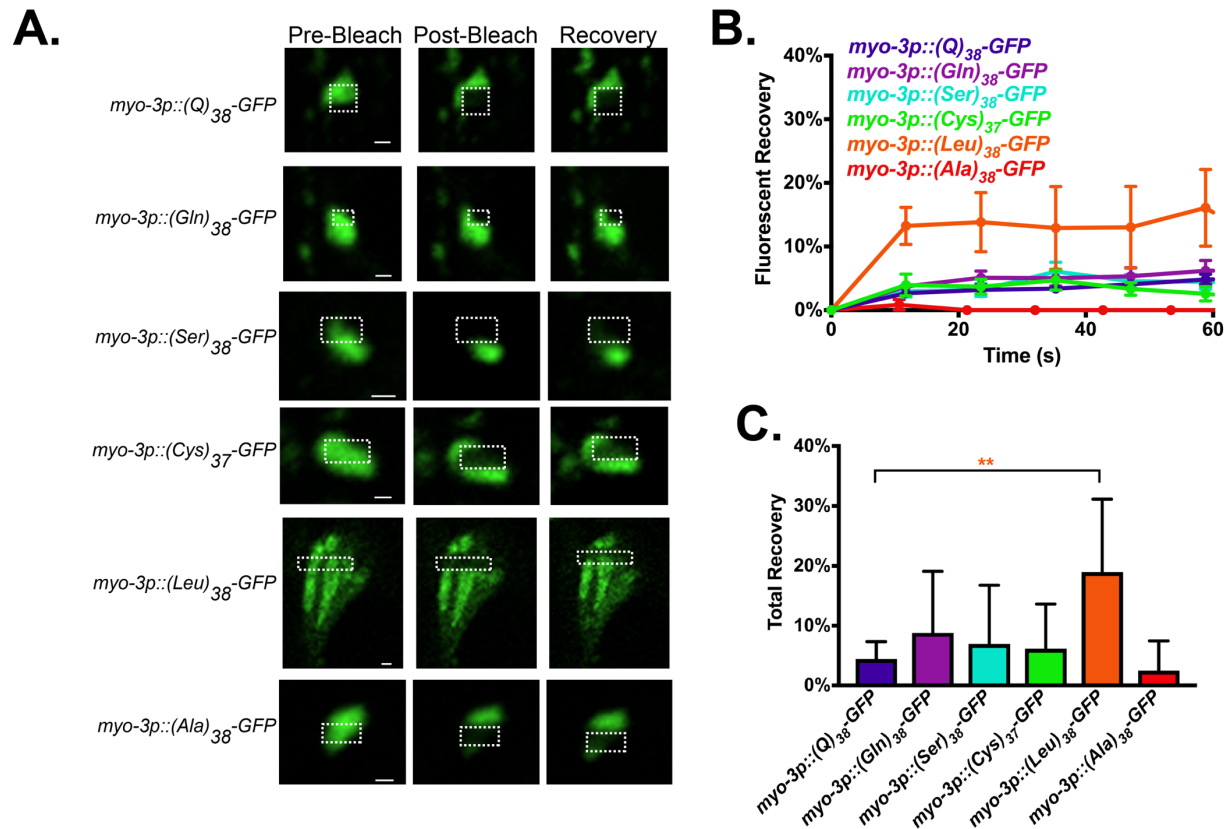 A.
Pre-Bleach Post-Bleach Recovery
myo-3p::(Q)38-GFP
myo-3p::(Gln)38-GFP
myo-3p::(Ser)38-GFP
myo-3p::(Cys)37-GFP
myo-3p::(Leu)38-GFP
myo-3p::(Ala)38-GFP
B.
40%
30%
20%
10%
0%
Fluorescent Recovery
myo-3p::(Q)38-GFP
myo-3p::(Gln)38-GFP
myo-3p::(Ser)38-GFP
myo-3p::(Cys)37-GFP
myo-3p::(Leu)38-GFP
myo-3p::(Ala)38-GFP
0 20 40 60
Time (s)
C.
40%
30%
20%
10%
0%
Total Recovery
**
myo-3p::(Q)38-GFP
myo-3p::(Gln)38-GFP
myo-3p::(Ser)38-GFP
myo-3p::(Cys)37-GFP
myo-3p::(Leu)38-GFP
myo-3p::(Ala)38-GFP